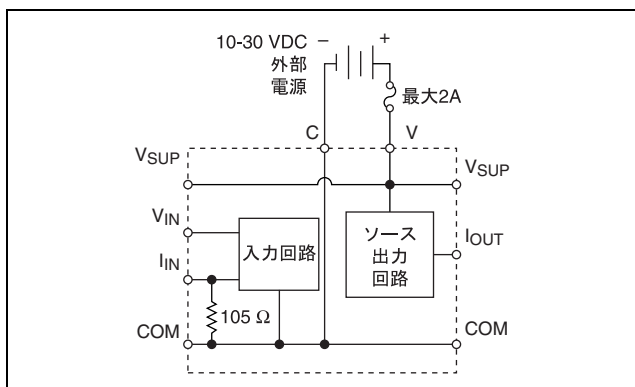 10-30 VDC
外部
電源
− +
最大2A
C V
VSUP VSUP
VIN
IIN
入力回路
ソース
出力
回路
IOUT
105 Ω
COM COM